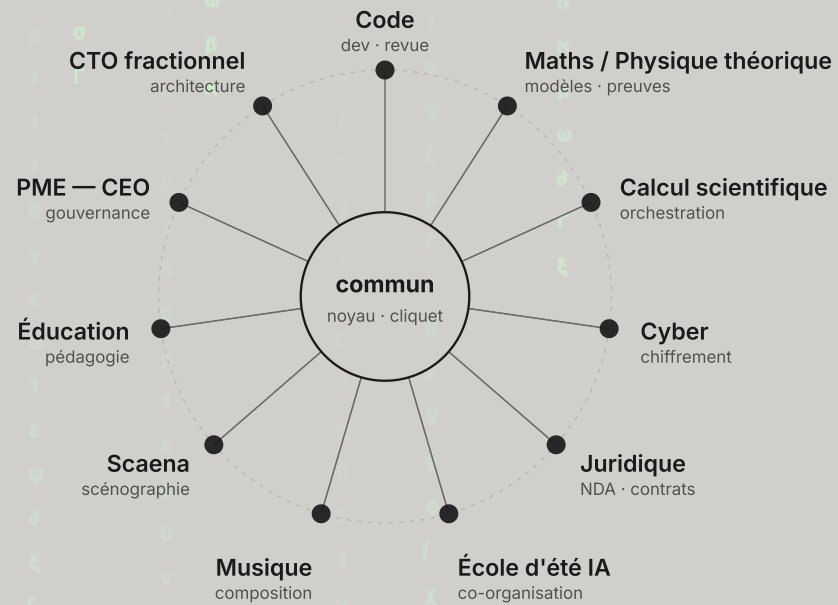 Code
dev · revue
CTO fractionnel
architecture
Maths / Physique théorique
modèles · preuves
PME — CEO
gouvernance
Calcul scientifique
orchestration
commun
noyau · cliquet
Éducation
pédagogie
Cyber
chiffrement
Scaena
scénographie
Juridique
NDA · contrats
Musique
composition
École d'été IA
co-organisation